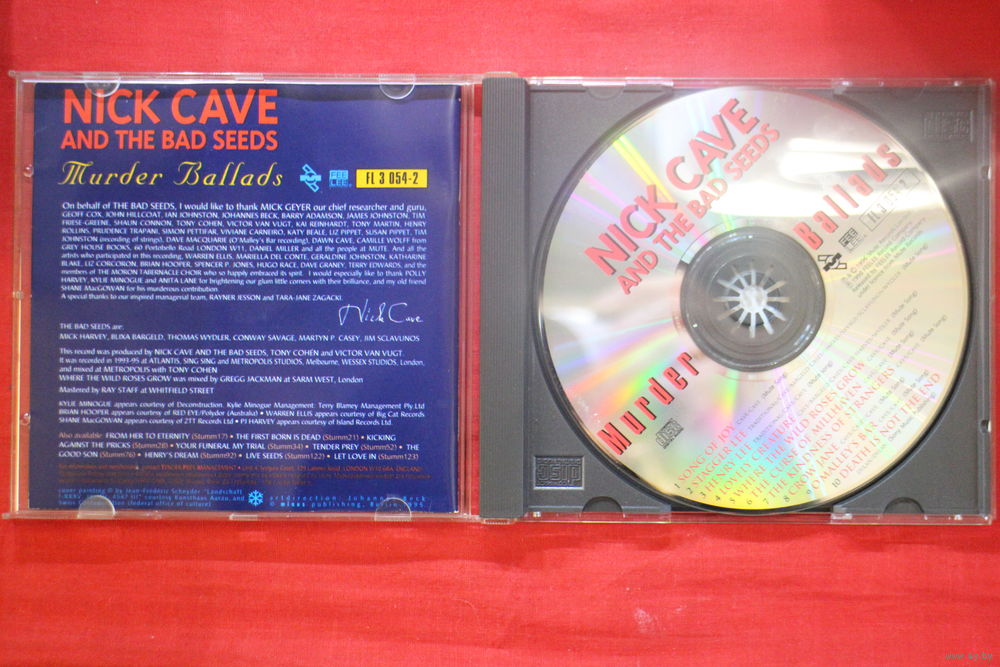 NICK CAVE
AND THE BAD SEEDS
Murder Ballads FEE LEE FL 3 054-2
On behalf of THE BAD SEEDS, I would like to thank MICK GEYER our chief researcher and guru,
GEOFF COX, JOHN HILLCOAT, IAN JOHNSTON, JOHANNES BECK, BARRY ADAMSON, JAMES JOHNSTON, TIM
FRIESE-GREENE, SHAUN CONNON, TONY COHEN, VICTOR VAN VUGT, KAI REINHARDT, TONY MARTIN, HENRY
ROLLINS, PRUDENCE TRAPANI, SIMON PETTIFAR, VIVIANE CARNEIRO, KATY BEALE, LIZ PIPPET, SUSAN PIPPET, TIM
JOHNSTON (recording of strings), DAVE MACQUARIE (O'Malley's Bar recording), DAWN CAVE, CAMILLE WOLFF from
GREY HOUSE BOOKS, 60 Portobello Road LONDON W11, DANIEL MILLER and all the people at MUTE. And all the
artists who participated in this recording, WARREN ELLIS, MARIELLA DEL CONTE, GERALDINE JOHNSTON, KATHARINE
BLAKE, LIZ CORCORON, BRIAN HOOPER, SPENCER P. JONES, HUGO RACE, DAVE GRANEY, TERRY EDWARDS, and the
members of THE MORON TABERNACLE CHOIR who so happily embraced its spirit. I would especially like to thank POLLY
HARVEY, KYLIE MINOGUE and ANITA LANE for brightening our glum little corners with their brilliance, and my old friend
SHANE MacGOWAN for his murderous contribution.
A special thanks to our inspired managerial team, RAYNER JESSON and TARA-JANE ZAGACKI.
Nick Cave
THE BAD SEEDS are:
MICK HARVEY, BLIXA BARGELD, THOMAS WYDLER, CONWAY SAVAGE, MARTYN P. CASEY, JIM SCLAVUNOS
This record was produced by NICK CAVE AND THE BAD SEEDS, TONY COHEN and VICTOR VAN VUGT.
It was recorded in 1993-95 at ATLANTIS, SING SING and METROPOLIS STUDIOS, Melbourne, WESSEX STUDIOS, London,
and mixed at METROPOLIS with TONY COHEN
WHERE THE WILD ROSES GROW was mixed by GREGG JACKMAN at SARM WEST, London
Mastered by RAY STAFF at WHITFIELD STREET
KYLIE MINOGUE appears courtesy of Deconstruction. Kylie Minogue Management: Terry Blamey Management Pty Ltd
BRIAN HOOPER appears courtesy of RED EYE/Polydor (Australia) • WARREN ELLIS appears courtesy of Big Cat Records
SHANE MacGOWAN appears courtesy of ZTT Records Ltd • PJ HARVEY appears courtesy of Island Records Ltd.
Also available: FROM HER TO ETERNITY (Stumm17) • THE FIRST BORN IS DEAD (Stumm21) • KICKING
AGAINST THE PRICKS (Stumm28) • YOUR FUNERAL MY TRIAL (Stumm34) • TENDER PREY (Stumm52) • THE
GOOD SON (Stumm76) • HENRY'S DREAM (Stumm92) • LIVE SEEDS (Stumm122) • LET LOVE IN (Stumm123)
cover painting © by Jean-Frédéric Schnyder "Landschaft
artdirection, Johannes Beck
© minus publishing, Berlin 1995
NICK CAVE
AND THE BAD SEEDS
Murder Ballads
FEE LEE
1 SONG OF JOY
2 STAGGER LEE
3 HENRY LEE
4 LOVELY CREATURE
5 WHERE THE WILD ROSES GROW
6 THE CURSE OF MILLHAVEN
7 THE KINDNESS OF STRANGERS
8 CROW JANE
9 O'MALLEY'S BAR
10 DEATH IS NOT THE END